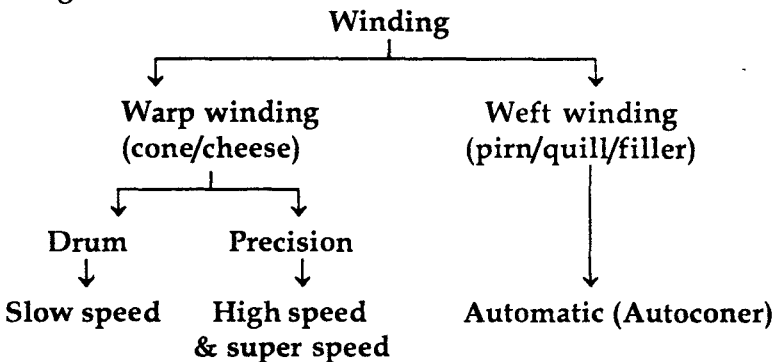 Winding
Warp winding
(cone/cheese)
Weft winding
(pirn/quill/filler)
Drum
Precision
Slow speed
High speed
& super speed
Automatic (Autoconer)